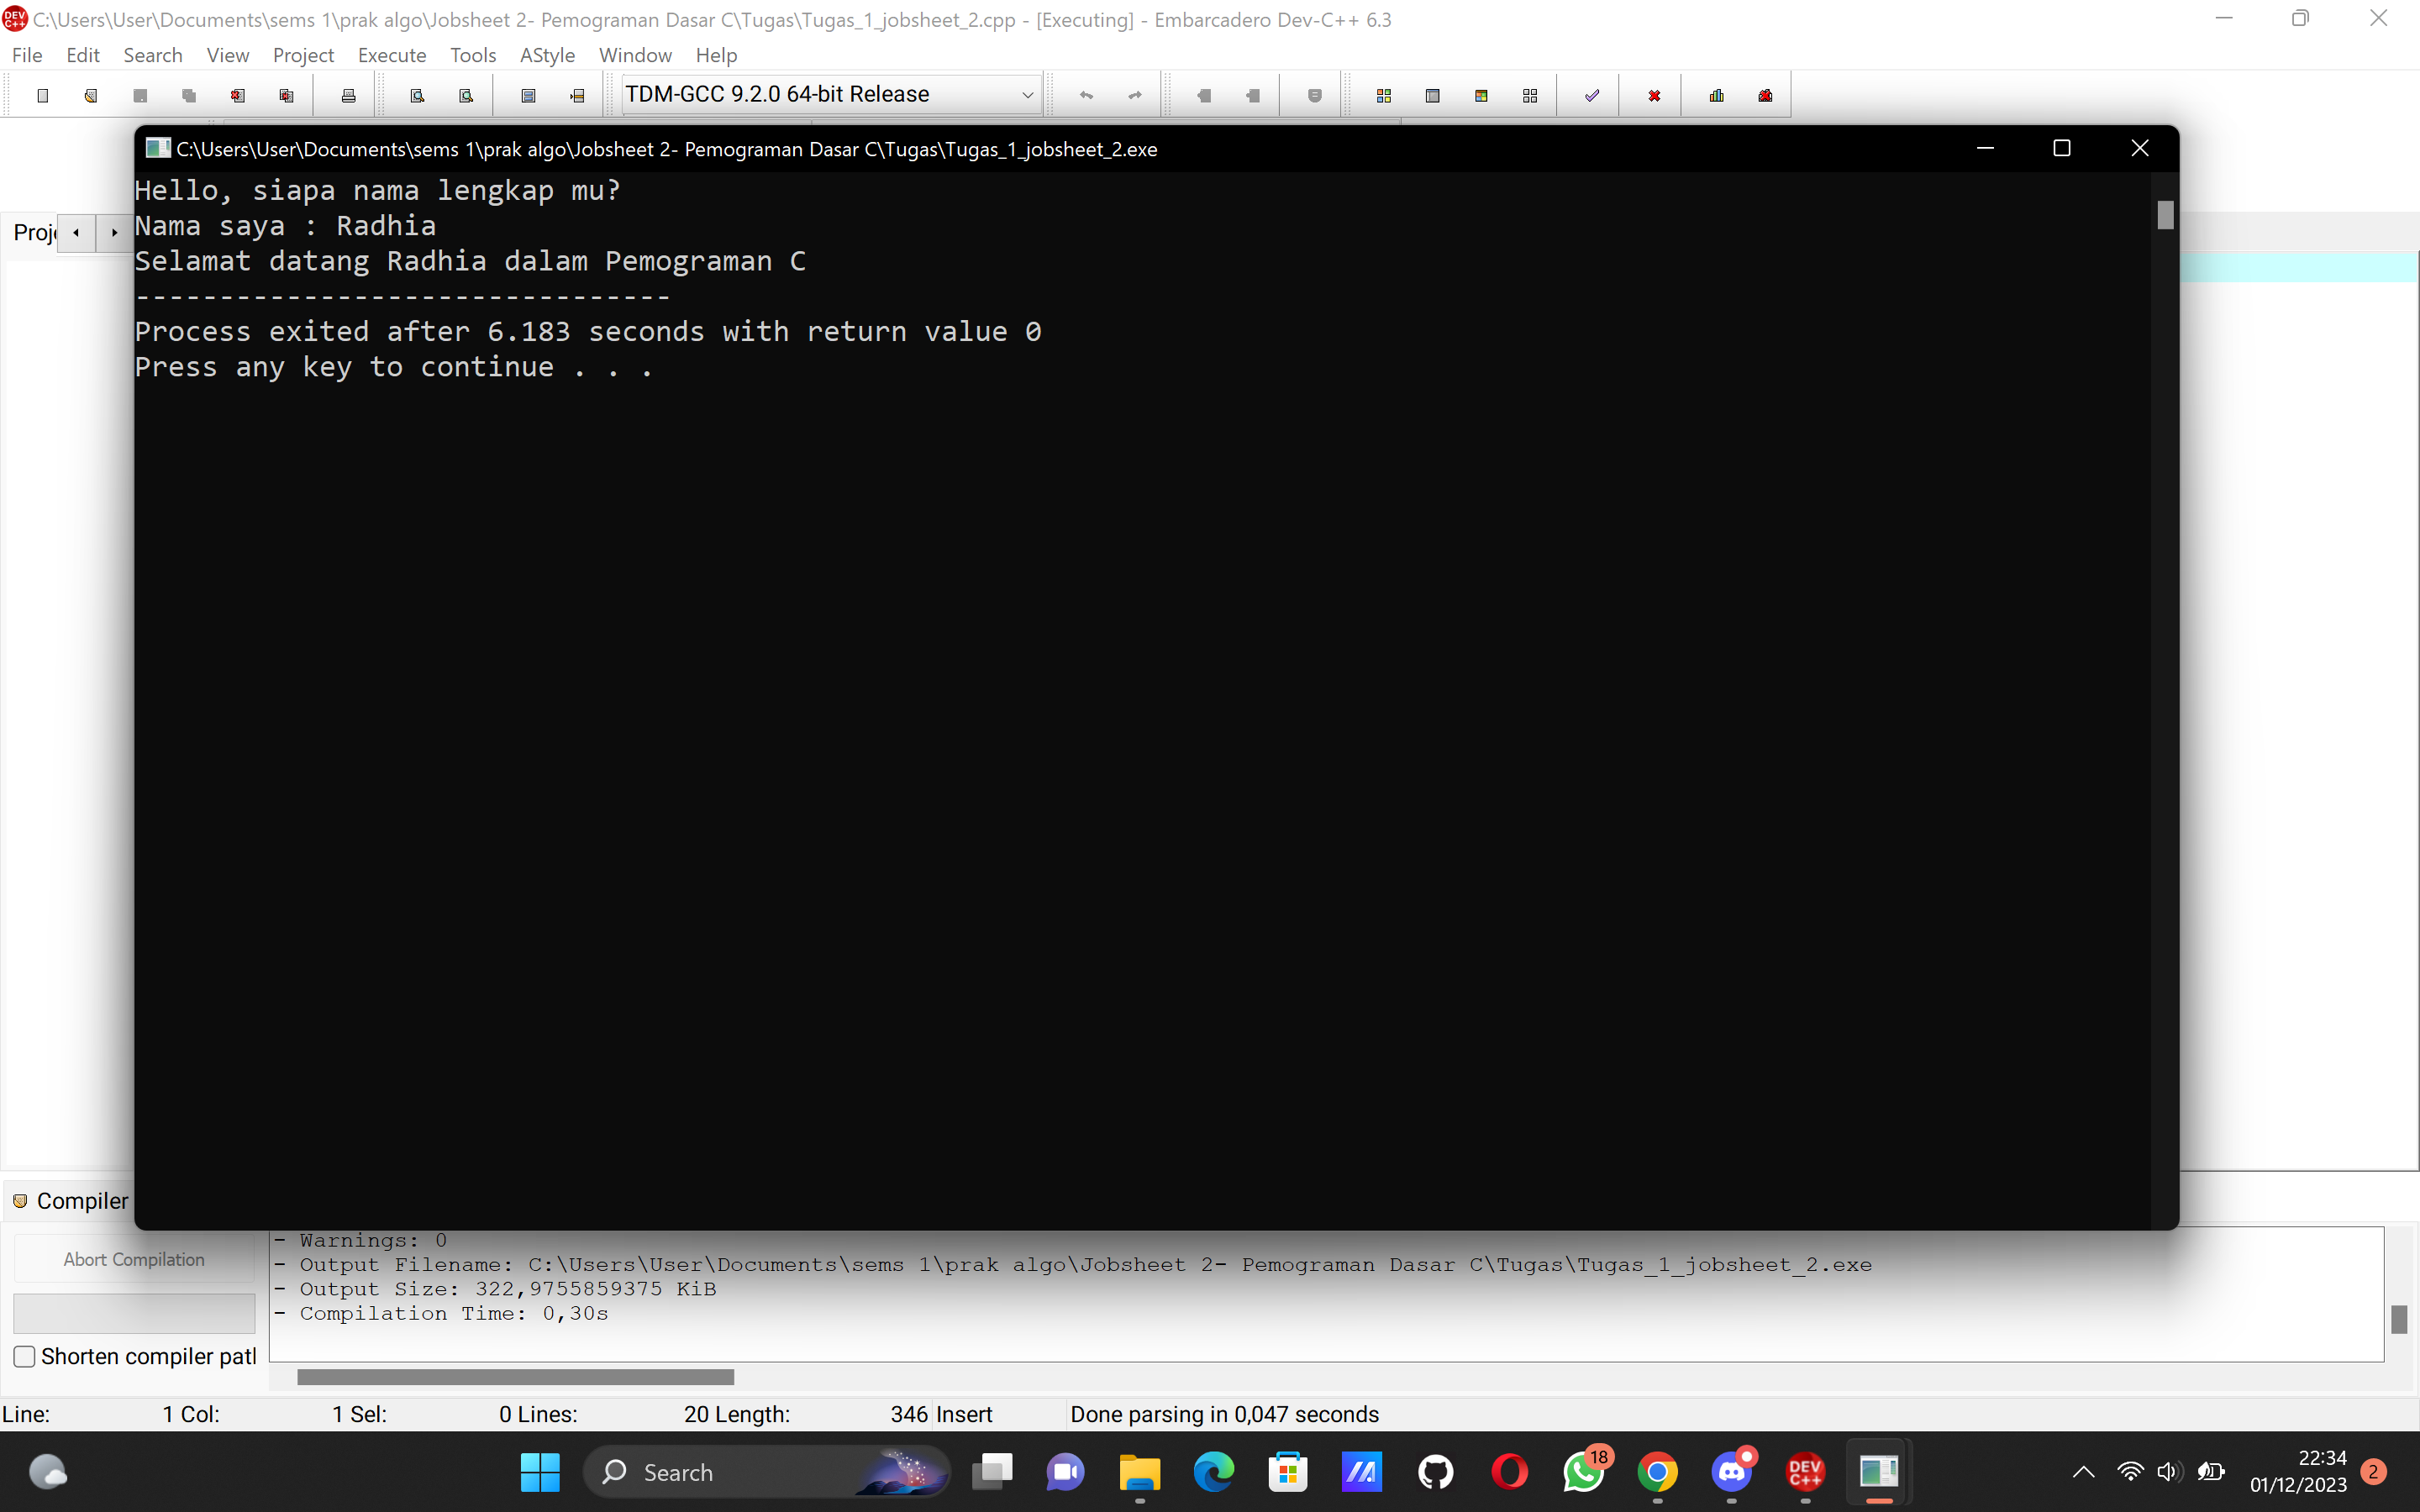 C:\Users\User\Documents\sems 1\prak algo\Jobsheet 2- Pemograman Dasar C\Tugas\Tugas_1_jobsheet_2.cpp - [Executing] - Embarcadero Dev-C++ 6.3
File Edit Search View Project Execute Tools AStyle Window Help
TDM-GCC 9.2.0 64-bit Release
C:\Users\User\Documents\sems 1\prak algo\Jobsheet 2- Pemograman Dasar C\Tugas\Tugas_1_jobsheet_2.exe
Hello, siapa nama lengkap mu?
Nama saya : Radhia
Selamat datang Radhia dalam Pemograman C
--------------------------------
Process exited after 6.183 seconds with return value 0
Press any key to continue . . .
Compiler
Abort Compilation
Shorten compiler
- Warnings: 0
- Output Filename: C:\Users\User\Documents\sems 1\prak algo\Jobsheet 2- Pemograman Dasar C\Tugas\Tugas_1_jobsheet_2.exe
- Output Size: 322,9755859375 KiB
- Compilation Time: 0,30s
Line: 1 Col: 1 Sel: 0 Lines: 20 Length: 346 Insert Done parsing in 0,047 seconds
Search
18
DEV C++
22:34
01/12/2023
2